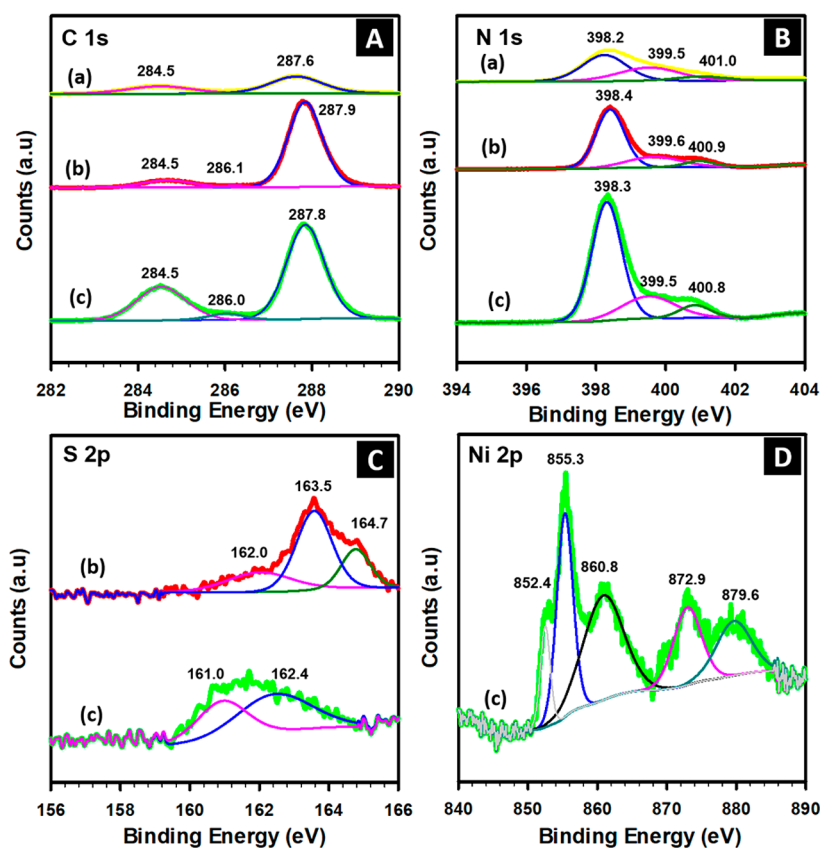 C 1s
A
(a)
284.5
287.6
(b)
284.5
286.1
287.9
(c)
284.5
286.0
287.8
Counts (a.u)
282 284 286 288 290
Binding Energy (eV)
N 1s
B
(a)
398.2
399.5
401.0
(b)
398.4
399.6
400.9
(c)
398.3
399.5
400.8
Counts (a.u)
394 396 398 400 402 404
Binding Energy (eV)
S 2p
C
(b)
162.0
163.5
164.7
(c)
161.0
162.4
Counts (a.u)
156 158 160 162 164 166
Binding Energy (eV)
Ni 2p
D
(c)
852.4
855.3
860.8
872.9
879.6
Counts (a.u)
840 850 860 870 880 890
Binding Energy (eV)